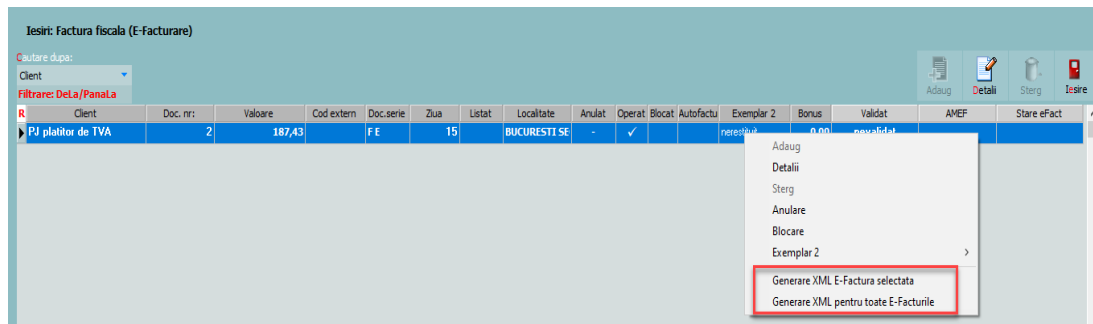 Iesiri: Factura fiscala (E-Facturare)
Cautare dupa:
Client
Filtrare: DeLa/PanaLa
Adaug Detalii Sterg Iesire
R Client Doc. nr: Valoare Cod extern Doc.serie Ziua Listat Localitate Anulat Operat Blocat Autofactu Exemplar 2 Bonus Validat AMEF Stare eFact
PJ platitor de TVA 2 187,43 F E 15 BUCURESTI SE - ✓ nerestituit 0,00 nevalidat
Adaug
Detalii
Sterg
Anulare
Blocare
Exemplar 2 >
Generare XML E-Factura selectata
Generare XML pentru toate E-Facturile